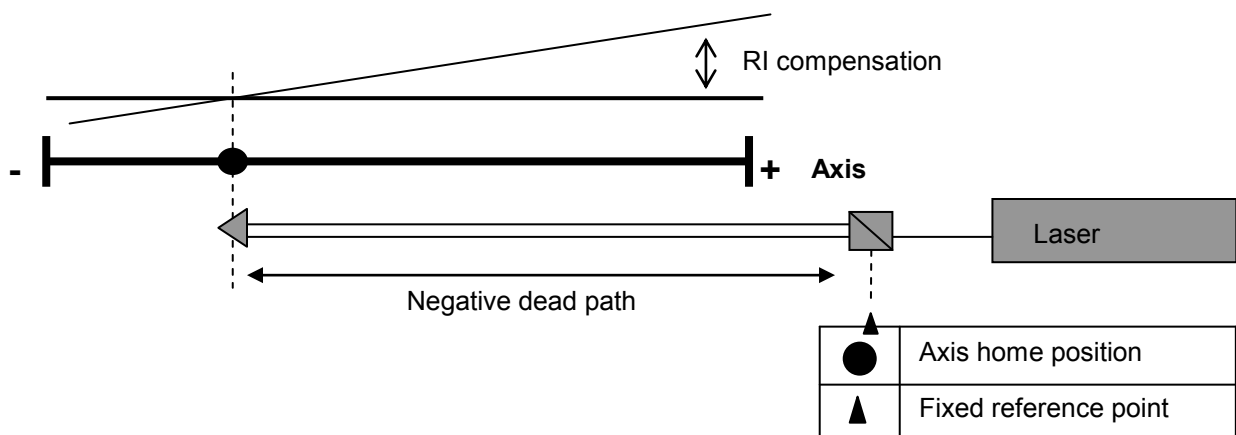 RI compensation
- + Axis
Laser
Negative dead path
Axis home position
Fixed reference point